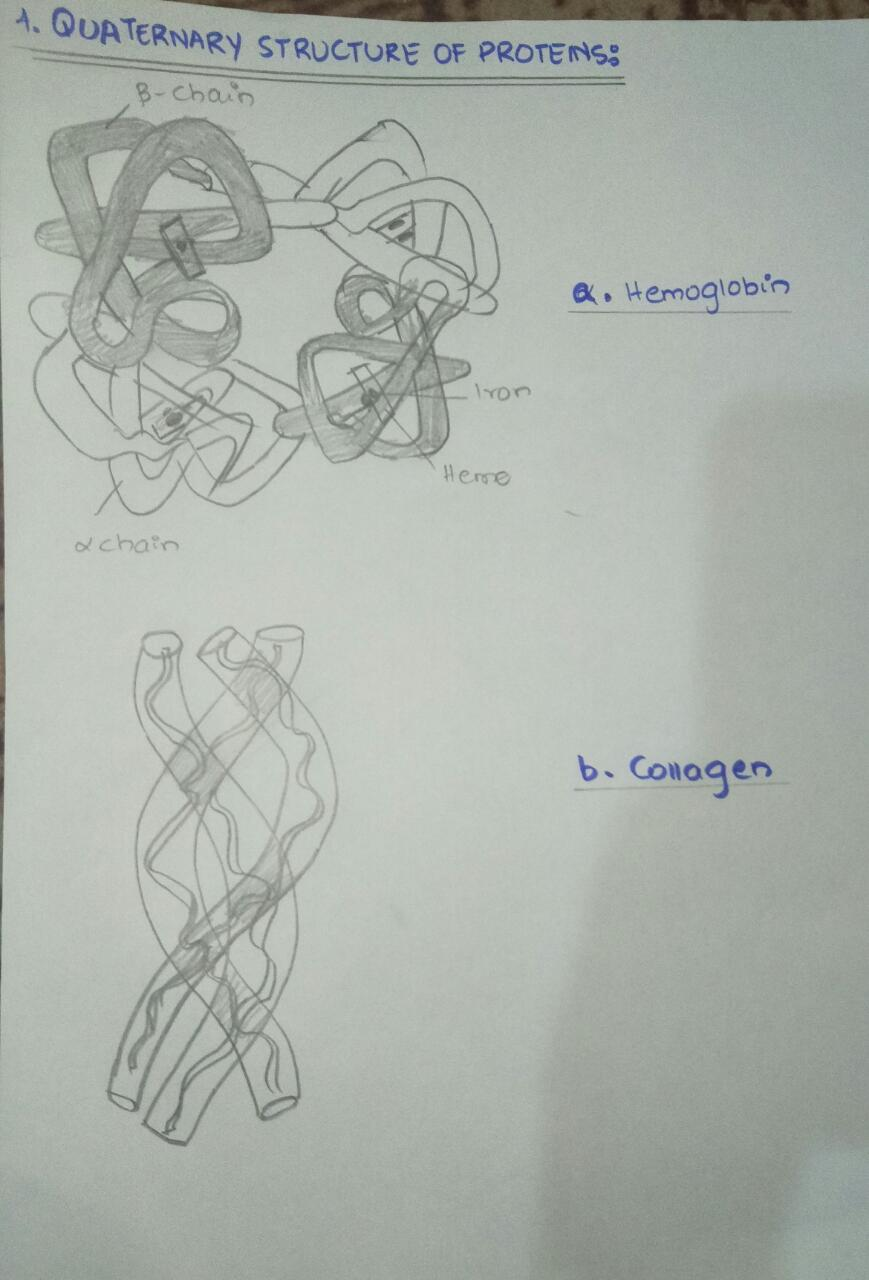 1. QUATERNARY STRUCTURE OF PROTEINS:
β-chain
a. Hemoglobin
Iron
Heme
α chain
b. Collagen